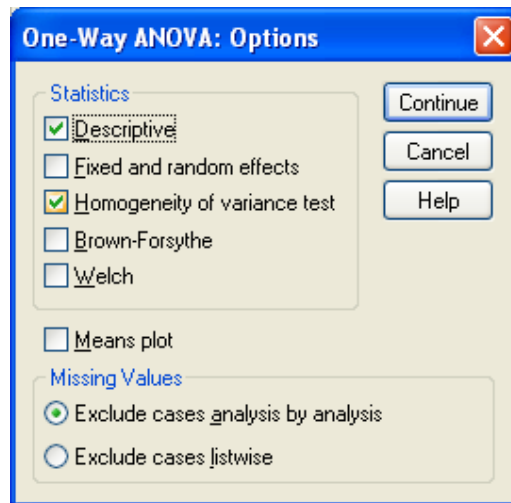 One-Way ANOVA: Options
Statistics
Descriptive
Fixed and random effects
Homogeneity of variance test
Brown-Forsythe
Welch
Continue
Cancel
Help
Means plot
Missing Values
Exclude cases analysis by analysis
Exclude cases listwise